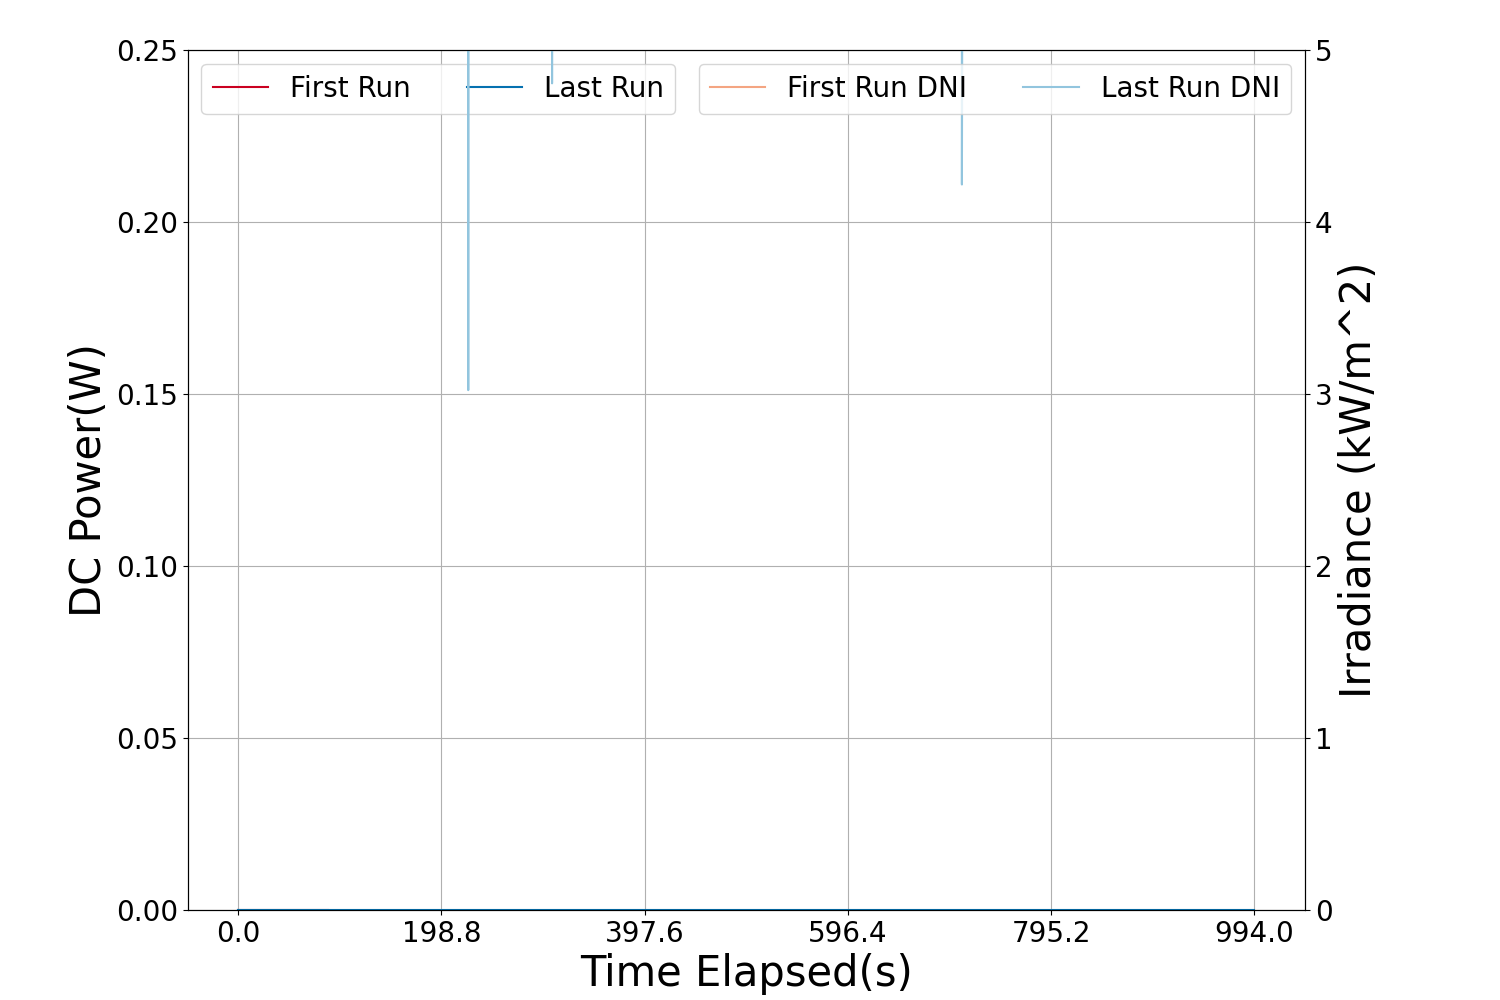 First Run
Last Run
First Run DNI
Last Run DNI
0.25
0.20
0.15
0.10
0.05
0.00
DC Power(W)
5
4
3
2
1
0
Irradiance (kW/m^2)
0.0 198.8 397.6 596.4 795.2 994.0
Time Elapsed(s)